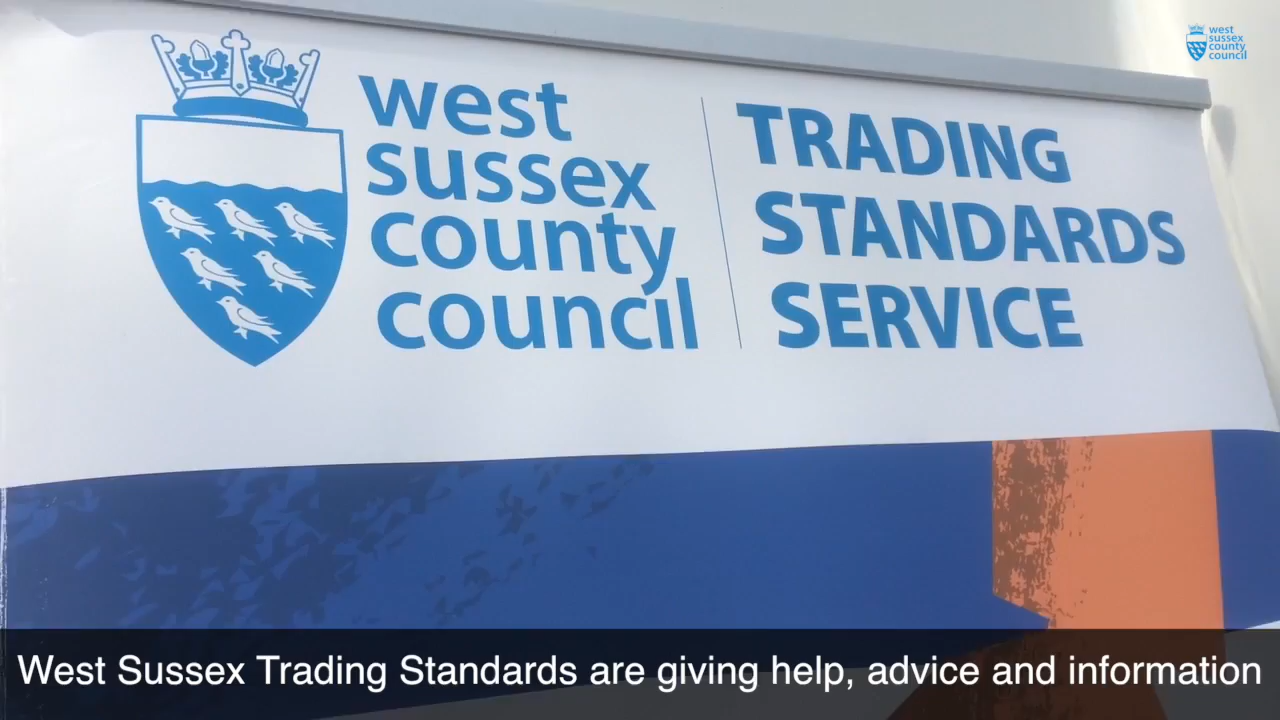 west
sussex
county
council
TRADING
STANDARDS
SERVICE
west
sussex
county
council
West Sussex Trading Standards are giving help, advice and information